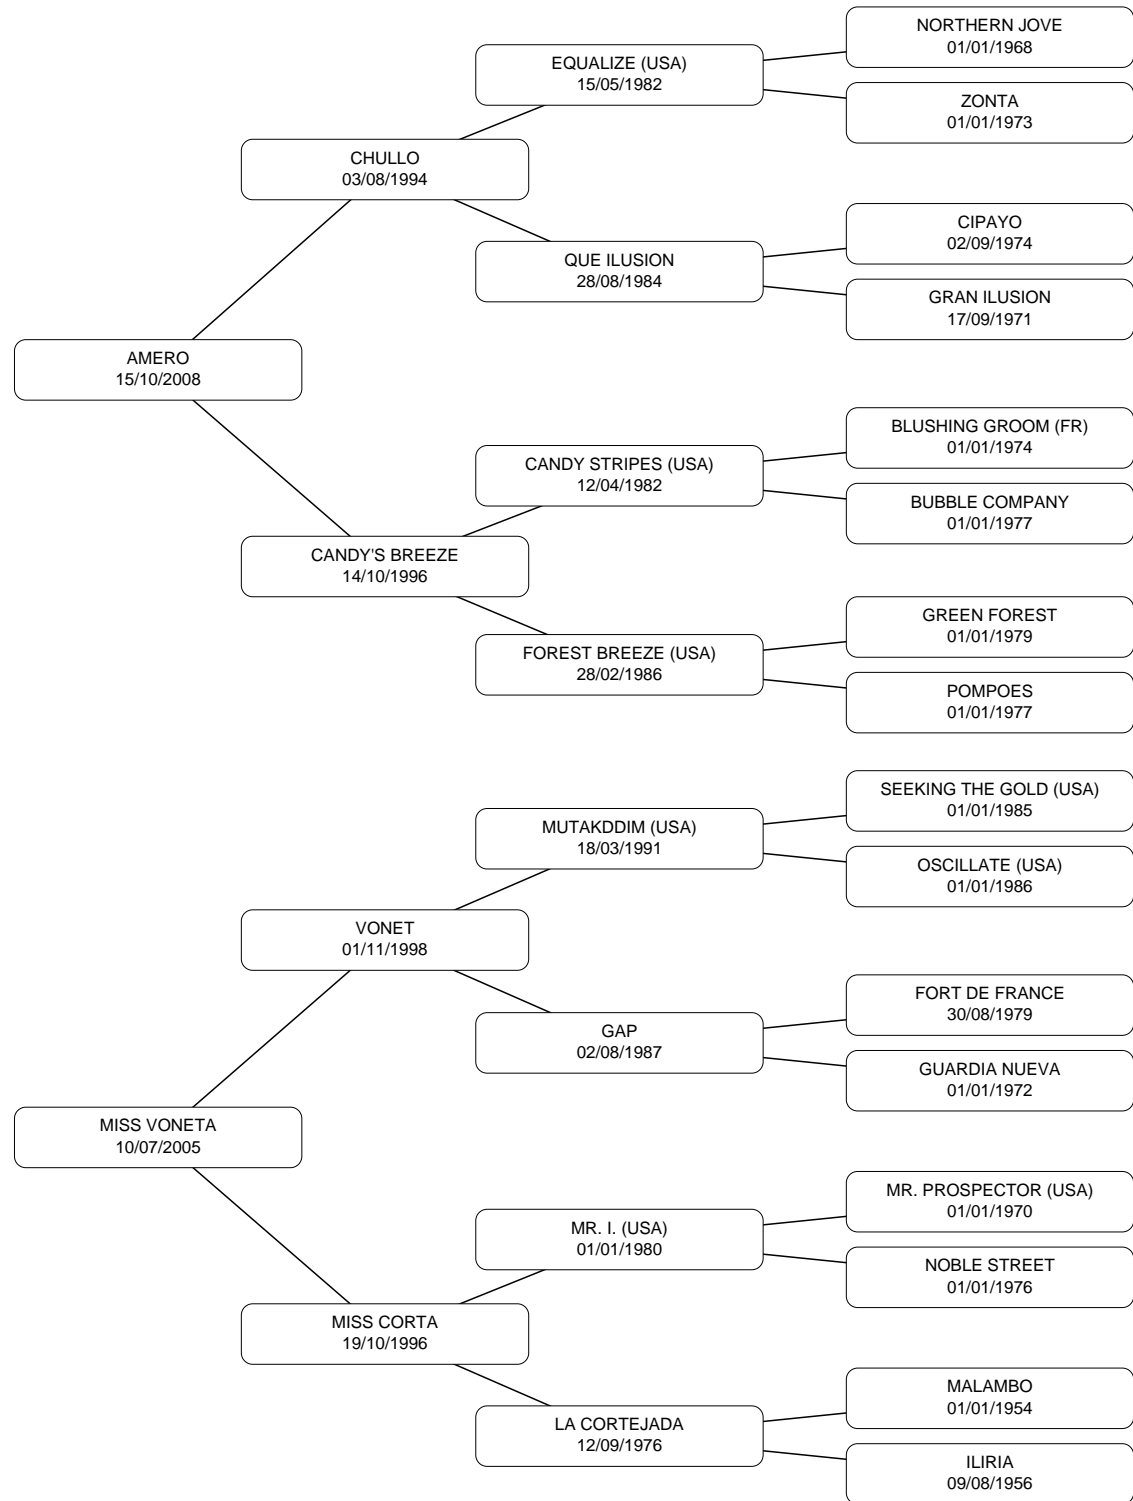 NORTHERN JOVE
01/01/1968
EQUALIZE (USA)
15/05/1982
ZONTA
01/01/1973
CHULLO
03/08/1994
CIPAYO
02/09/1974
QUE ILUSION
28/08/1984
GRAN ILUSION
17/09/1971
AMERO
15/10/2008
BLUSHING GROOM (FR)
01/01/1974
CANDY STRIPES (USA)
12/04/1982
BUBBLE COMPANY
01/01/1977
CANDY'S BREEZE
14/10/1996
GREEN FOREST
01/01/1979
FOREST BREEZE (USA)
28/02/1986
POMPOES
01/01/1977
SEEKING THE GOLD (USA)
01/01/1985
MUTAKDDIM (USA)
18/03/1991
OSCILLATE (USA)
01/01/1986
VONET
01/11/1998
FORT DE FRANCE
30/08/1979
GAP
02/08/1987
GUARDIA NUEVA
01/01/1972
MISS VONETA
10/07/2005
MR. PROSPECTOR (USA)
01/01/1970
MR. I. (USA)
01/01/1980
NOBLE STREET
01/01/1976
MISS CORTA
19/10/1996
MALAMBO
01/01/1954
LA CORTEJADA
12/09/1976
ILIRIA
09/08/1956